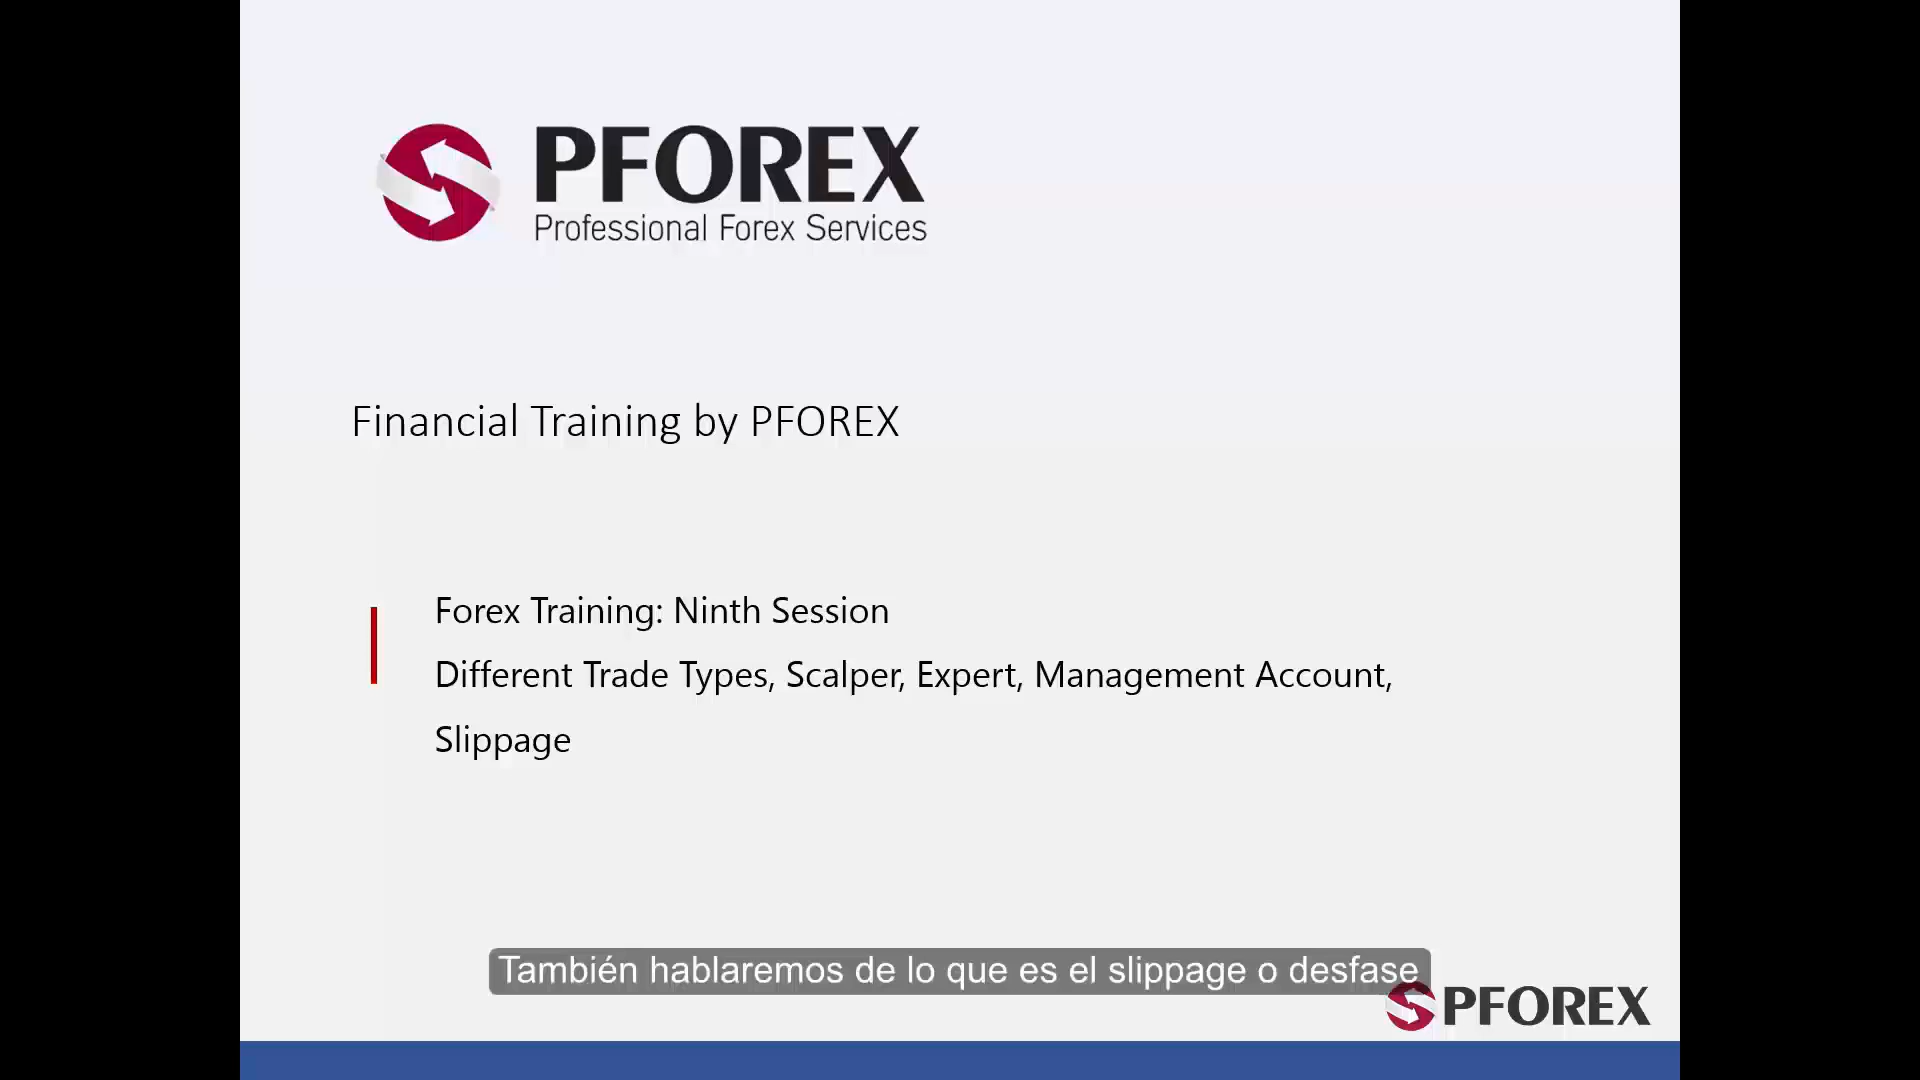 PFOREX
Professional Forex Services
Financial Training by PFOREX
Forex Training: Ninth Session
Different Trade Types, Scalper, Expert, Management Account,
Slippage
También hablaremos de lo que es el slippage o desfase
PFOREX